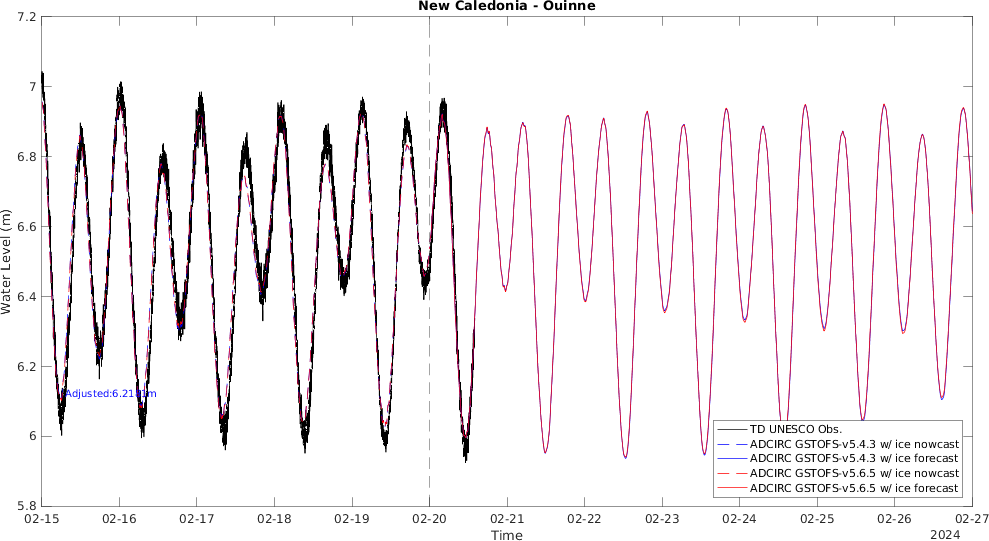 New Caledonia - Ouinne
7.2
7
6.8
6.6
6.4
6.2
6
5.8
Water Level (m)
Adjusted:6.2181m
TD UNESCO Obs.
ADCIRC GSTOFS-v5.4.3 w/ ice nowcast
ADCIRC GSTOFS-v5.4.3 w/ ice forecast
ADCIRC GSTOFS-v5.6.5 w/ ice nowcast
ADCIRC GSTOFS-v5.6.5 w/ ice forecast
02-15 02-16 02-17 02-18 02-19 02-20 02-21 02-22 02-23 02-24 02-25 02-26 02-27
Time
2024